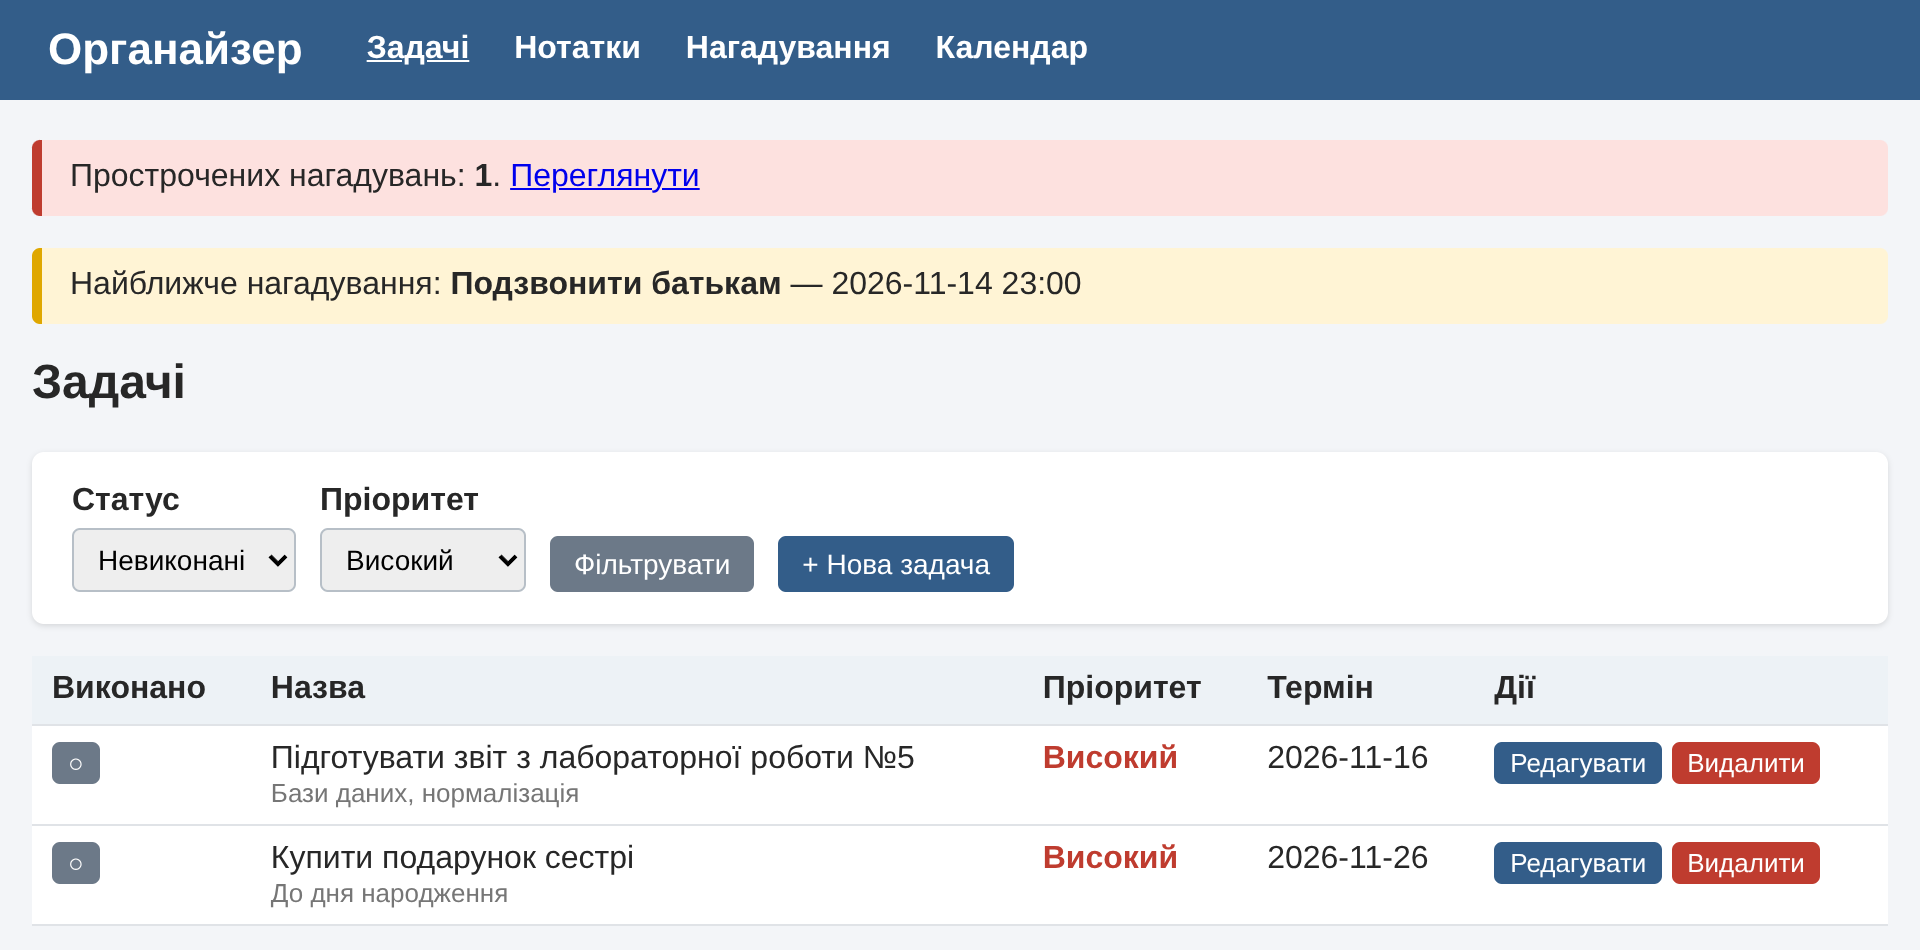 Органайзер Задачі Нотатки Нагадування Календар
Прострочених нагадувань: 1. Переглянути
Найближче нагадування: Подзвонити батькам — 2026-11-14 23:00
Задачі
Статус Пріоритет
Невиконані Високий Фільтрувати + Нова задача
Виконано Назва Пріоритет Термін Дії
Підготувати звіт з лабораторної роботи №5 Високий 2026-11-16 Редагувати Видалити
Бази даних, нормалізація
Купити подарунок сестрі Високий 2026-11-26 Редагувати Видалити
До дня народження